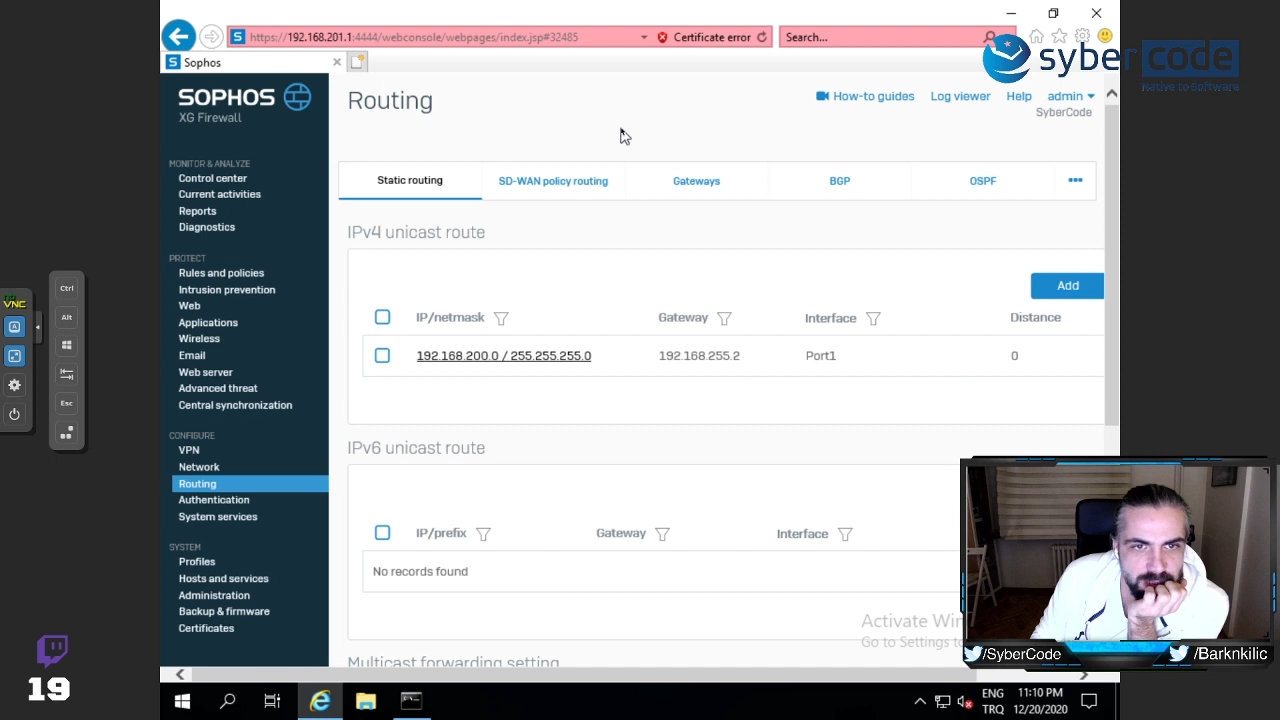 https://192.168.201.1:4444/webconsole/webpages/index.jsp#32485
Certificate error
Search...
Sophos
syber code
Native to Software
SOPHOS
XG Firewall
Routing
How-to guides
Log viewer
Help
admin
SyberCode
MONITOR & ANALYZE
Control center
Current activities
Reports
Diagnostics
PROTECT
Rules and policies
Intrusion prevention
Web
Applications
Wireless
Email
Web server
Advanced threat
Central synchronization
CONFIGURE
VPN
Network
Routing
Authentication
System services
SYSTEM
Profiles
Hosts and services
Administration
Backup & firmware
Certificates
Static routing
SD-WAN policy routing
Gateways
BGP
OSPF
IPv4 unicast route
Add
IP/netmask
Gateway
Interface
Distance
192.168.200.0 / 255.255.255.0
192.168.255.2
Port1
0
IPv6 unicast route
IP/prefix
Gateway
Interface
No records found
Activate Win
Go to Settings to
Multicast forwarding setting
VNC
Ctrl
Alt
Esc
19
/SyberCode
/Barknkilic
ENG
TRQ
11:10 PM
12/20/2020